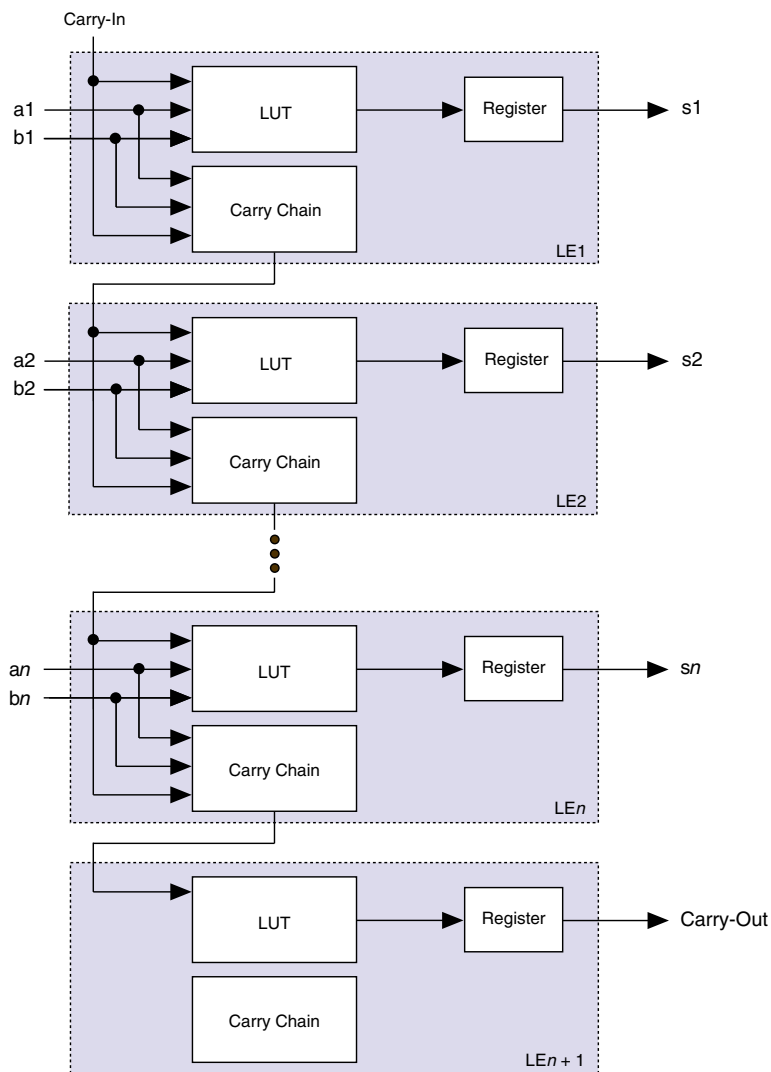 Carry-In
a1
b1
LUT
Register
s1
Carry Chain
LE1
a2
b2
LUT
Register
s2
Carry Chain
LE2
an
bn
LUT
Register
sn
Carry Chain
LEn
LUT
Register
Carry-Out
Carry Chain
LEn + 1